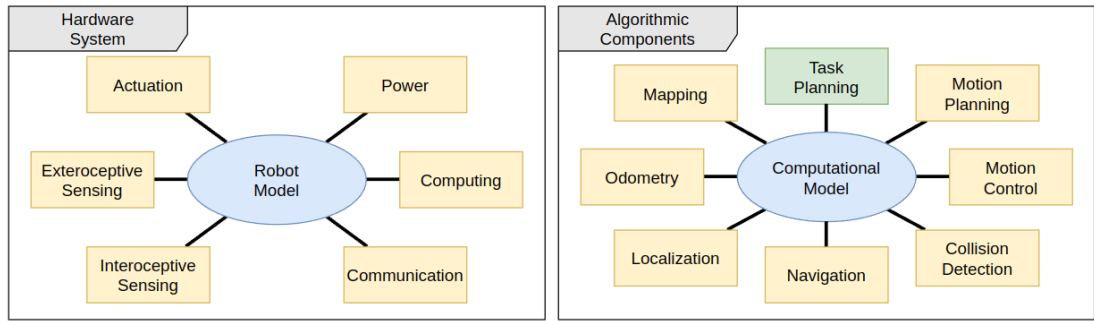 Hardware
System
Actuation
Power
Exteroceptive
Sensing
Robot
Model
Computing
Interoceptive
Sensing
Communication
Algorithmic
Components
Task
Planning
Mapping
Motion
Planning
Odometry
Computational
Model
Motion
Control
Localization
Navigation
Collision
Detection